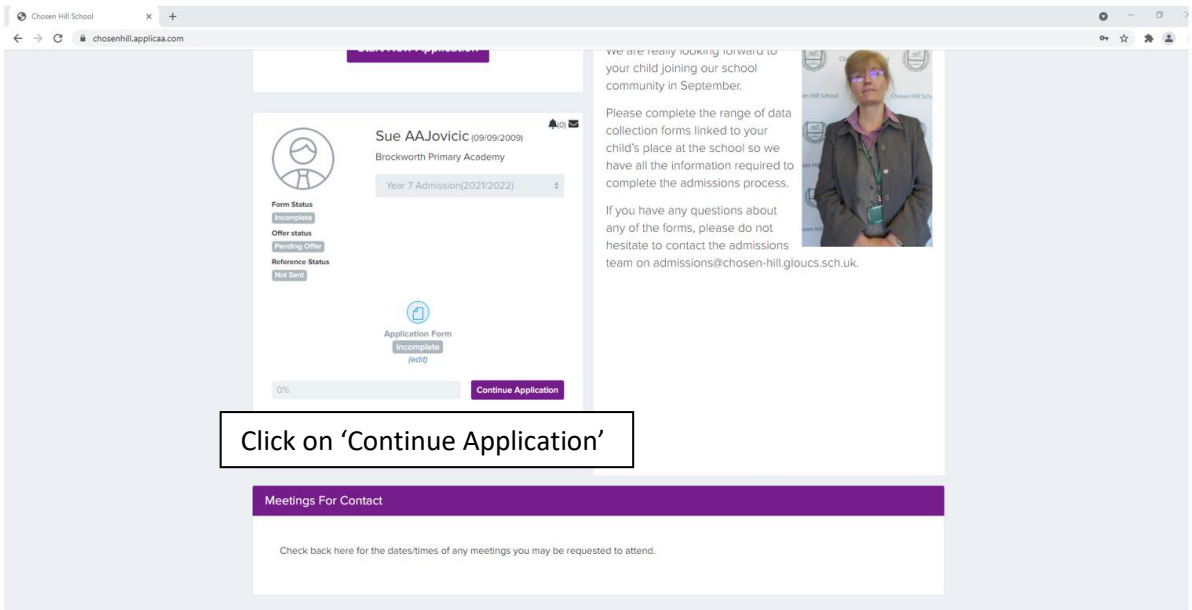 Chosen Hill School
chosenhill.applicaa.com
Start New Application
We are really looking forward to
your child joining our school
community in September.
Please complete the range of data
collection forms linked to your
child's place at the school so we
have all the information required to
complete the admissions process.
If you have any questions about
any of the forms, please do not
hesitate to contact the admissions
team on admissions@chosen-hill.gloucs.sch.uk.
Sue AAJovicic (09/09/2009)
(0)
Brockworth Primary Academy
Year 7 Admission(2021/2022)
Form Status
Incomplete
Offer status
Pending Offer
Reference Status
Not Sent
Application Form
Incomplete
(edit)
0%
Continue Application
Click on ‘Continue Application’
Meetings For Contact
Check back here for the dates/times of any meetings you may be requested to attend.